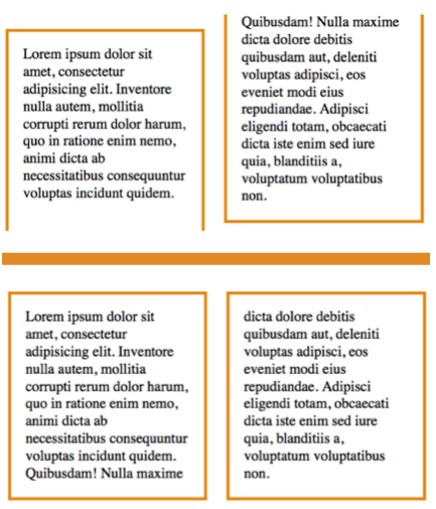 Lorem ipsum dolor sit
amet, consectetur
adipisicing elit. Inventore
nulla autem, mollitia
corrupti rerum dolor harum,
quo in ratione enim nemo,
animi dicta ab
necessitatibus consequuntur
voluptas incidunt quidem.
Quibusdam! Nulla maxime
dicta dolore debitis
quibusdam aut, deleniti
voluptas adipisci, eos
eveniet modi eius
repudiandae. Adipisci
eligendi totam, obcaecati
dicta iste enim sed iure
quia, blanditiis a,
voluptatum voluptatibus
non.
Lorem ipsum dolor sit
amet, consectetur
adipisicing elit. Inventore
nulla autem, mollitia
corrupti rerum dolor harum,
quo in ratione enim nemo,
animi dicta ab
necessitatibus consequuntur
voluptas incidunt quidem.
Quibusdam! Nulla maxime
dicta dolore debitis
quibusdam aut, deleniti
voluptas adipisci, eos
eveniet modi eius
repudiandae. Adipisci
eligendi totam, obcaecati
dicta iste enim sed iure
quia, blanditiis a,
voluptatum voluptatibus
non.